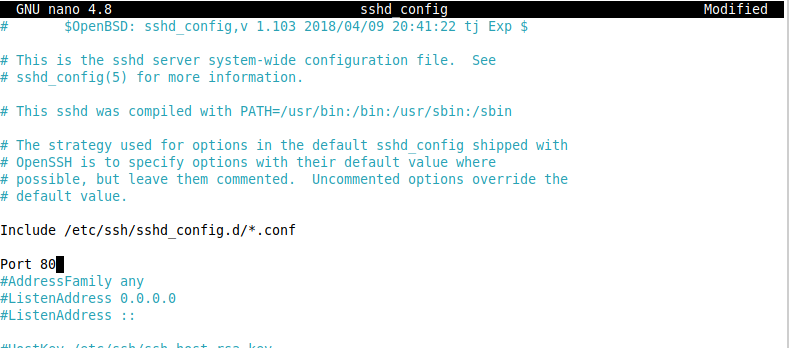 GNU nano 4.8 sshd_config Modified
# $OpenBSD: sshd_config,v 1.103 2018/04/09 20:41:22 tj Exp $
# This is the sshd server system-wide configuration file. See
# sshd_config(5) for more information.
# This sshd was compiled with PATH=/usr/bin:/bin:/usr/sbin:/sbin
# The strategy used for options in the default sshd_config shipped with
# OpenSSH is to specify options with their default value where
# possible, but leave them commented. Uncommented options override the
# default value.
Include /etc/ssh/sshd_config.d/*.conf
Port 80
#AddressFamily any
#ListenAddress 0.0.0.0
#ListenAddress ::
#HostKey /etc/ssh/ssh_host_rsa_key